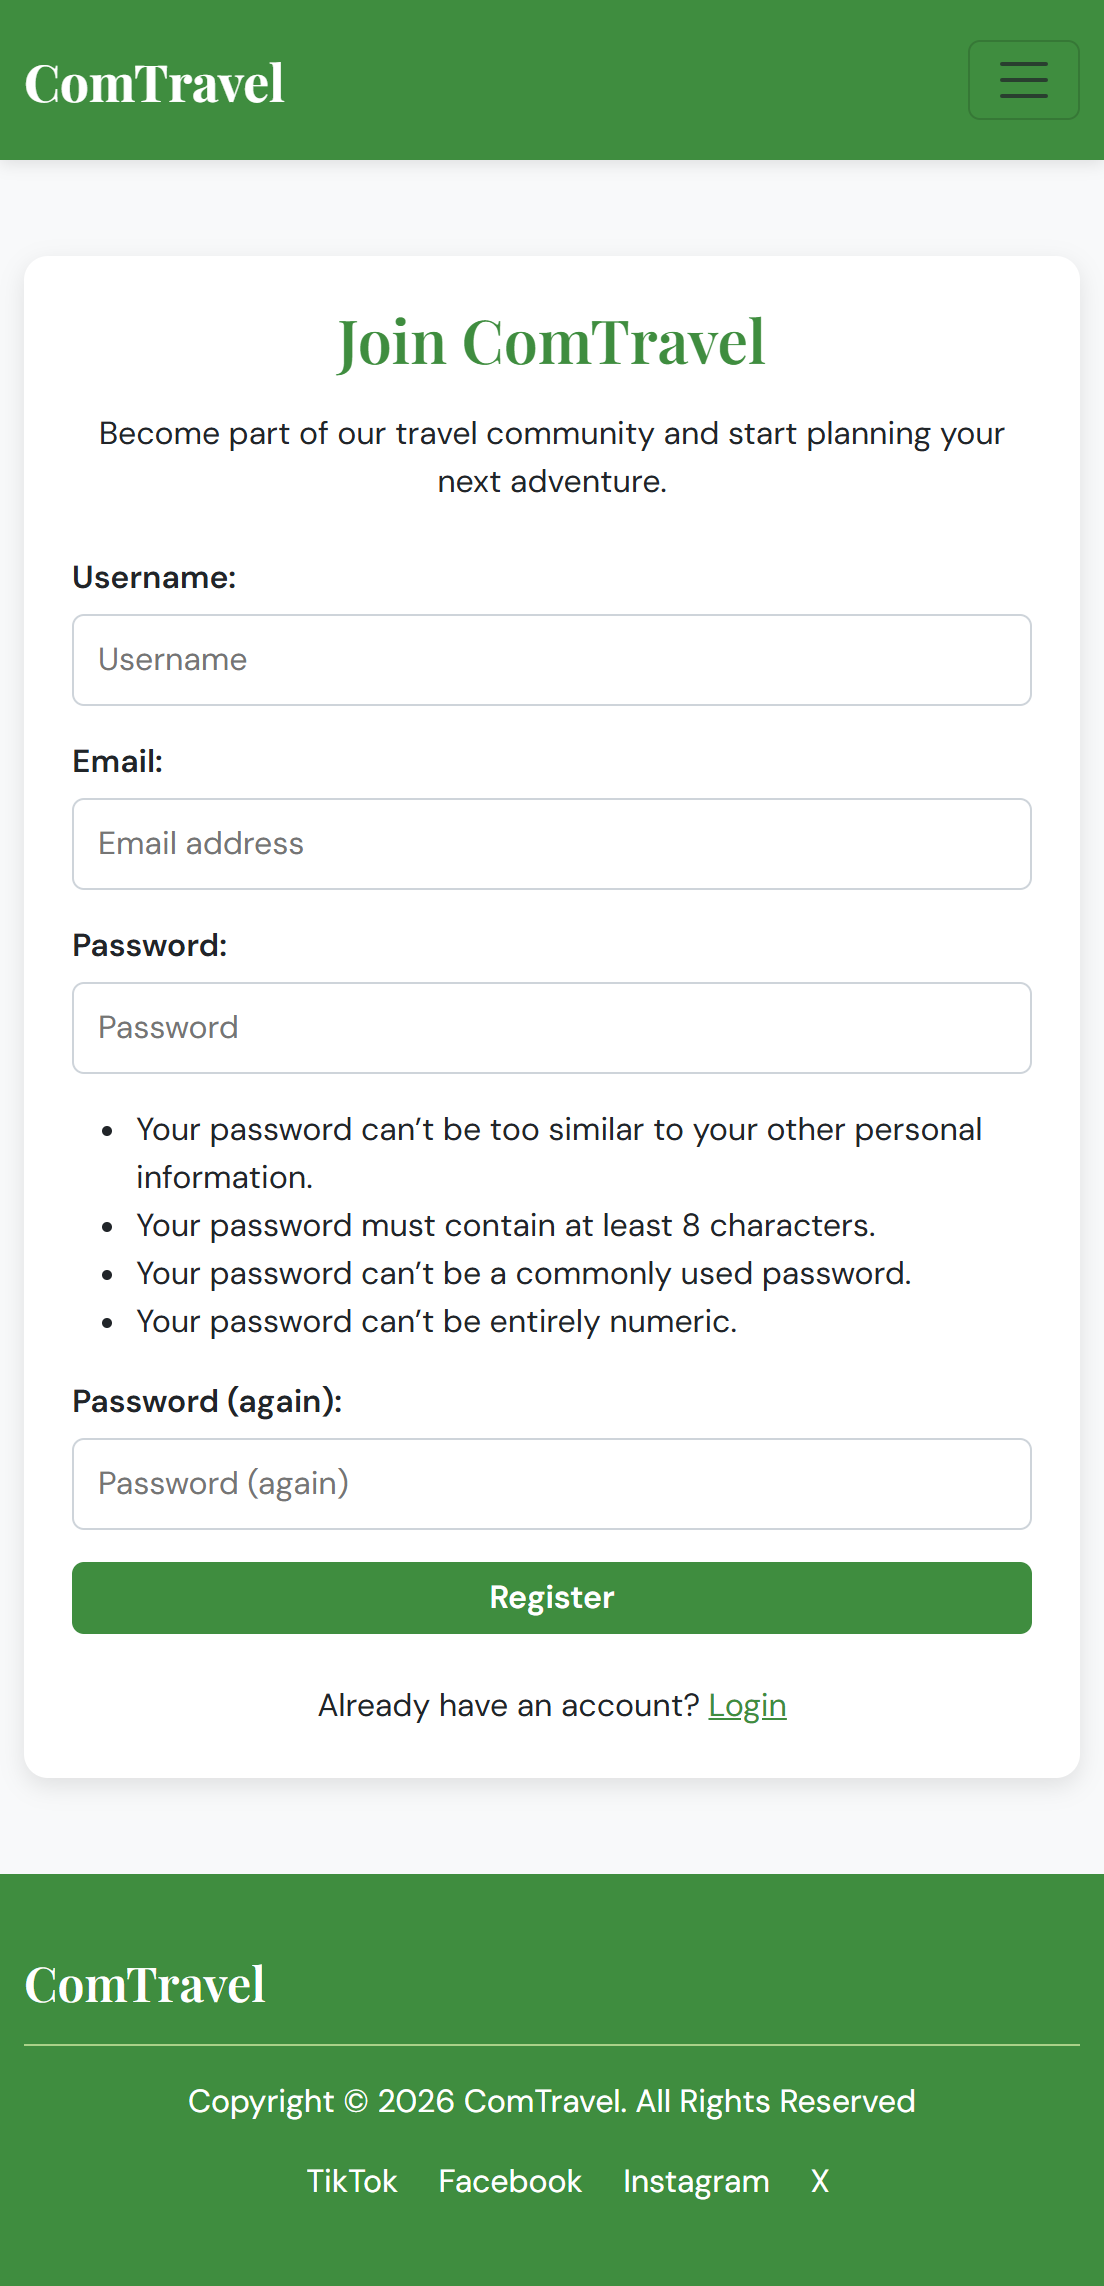 ComTravel
Join ComTravel
Become part of our travel community and start planning your
next adventure.
Username:
Username
Email:
Email address
Password:
Password
• Your password can’t be too similar to your other personal
information.
• Your password must contain at least 8 characters.
• Your password can’t be a commonly used password.
• Your password can’t be entirely numeric.
Password (again):
Password (again)
Register
Already have an account? Login
ComTravel
Copyright © 2026 ComTravel. All Rights Reserved
TikTok Facebook Instagram X